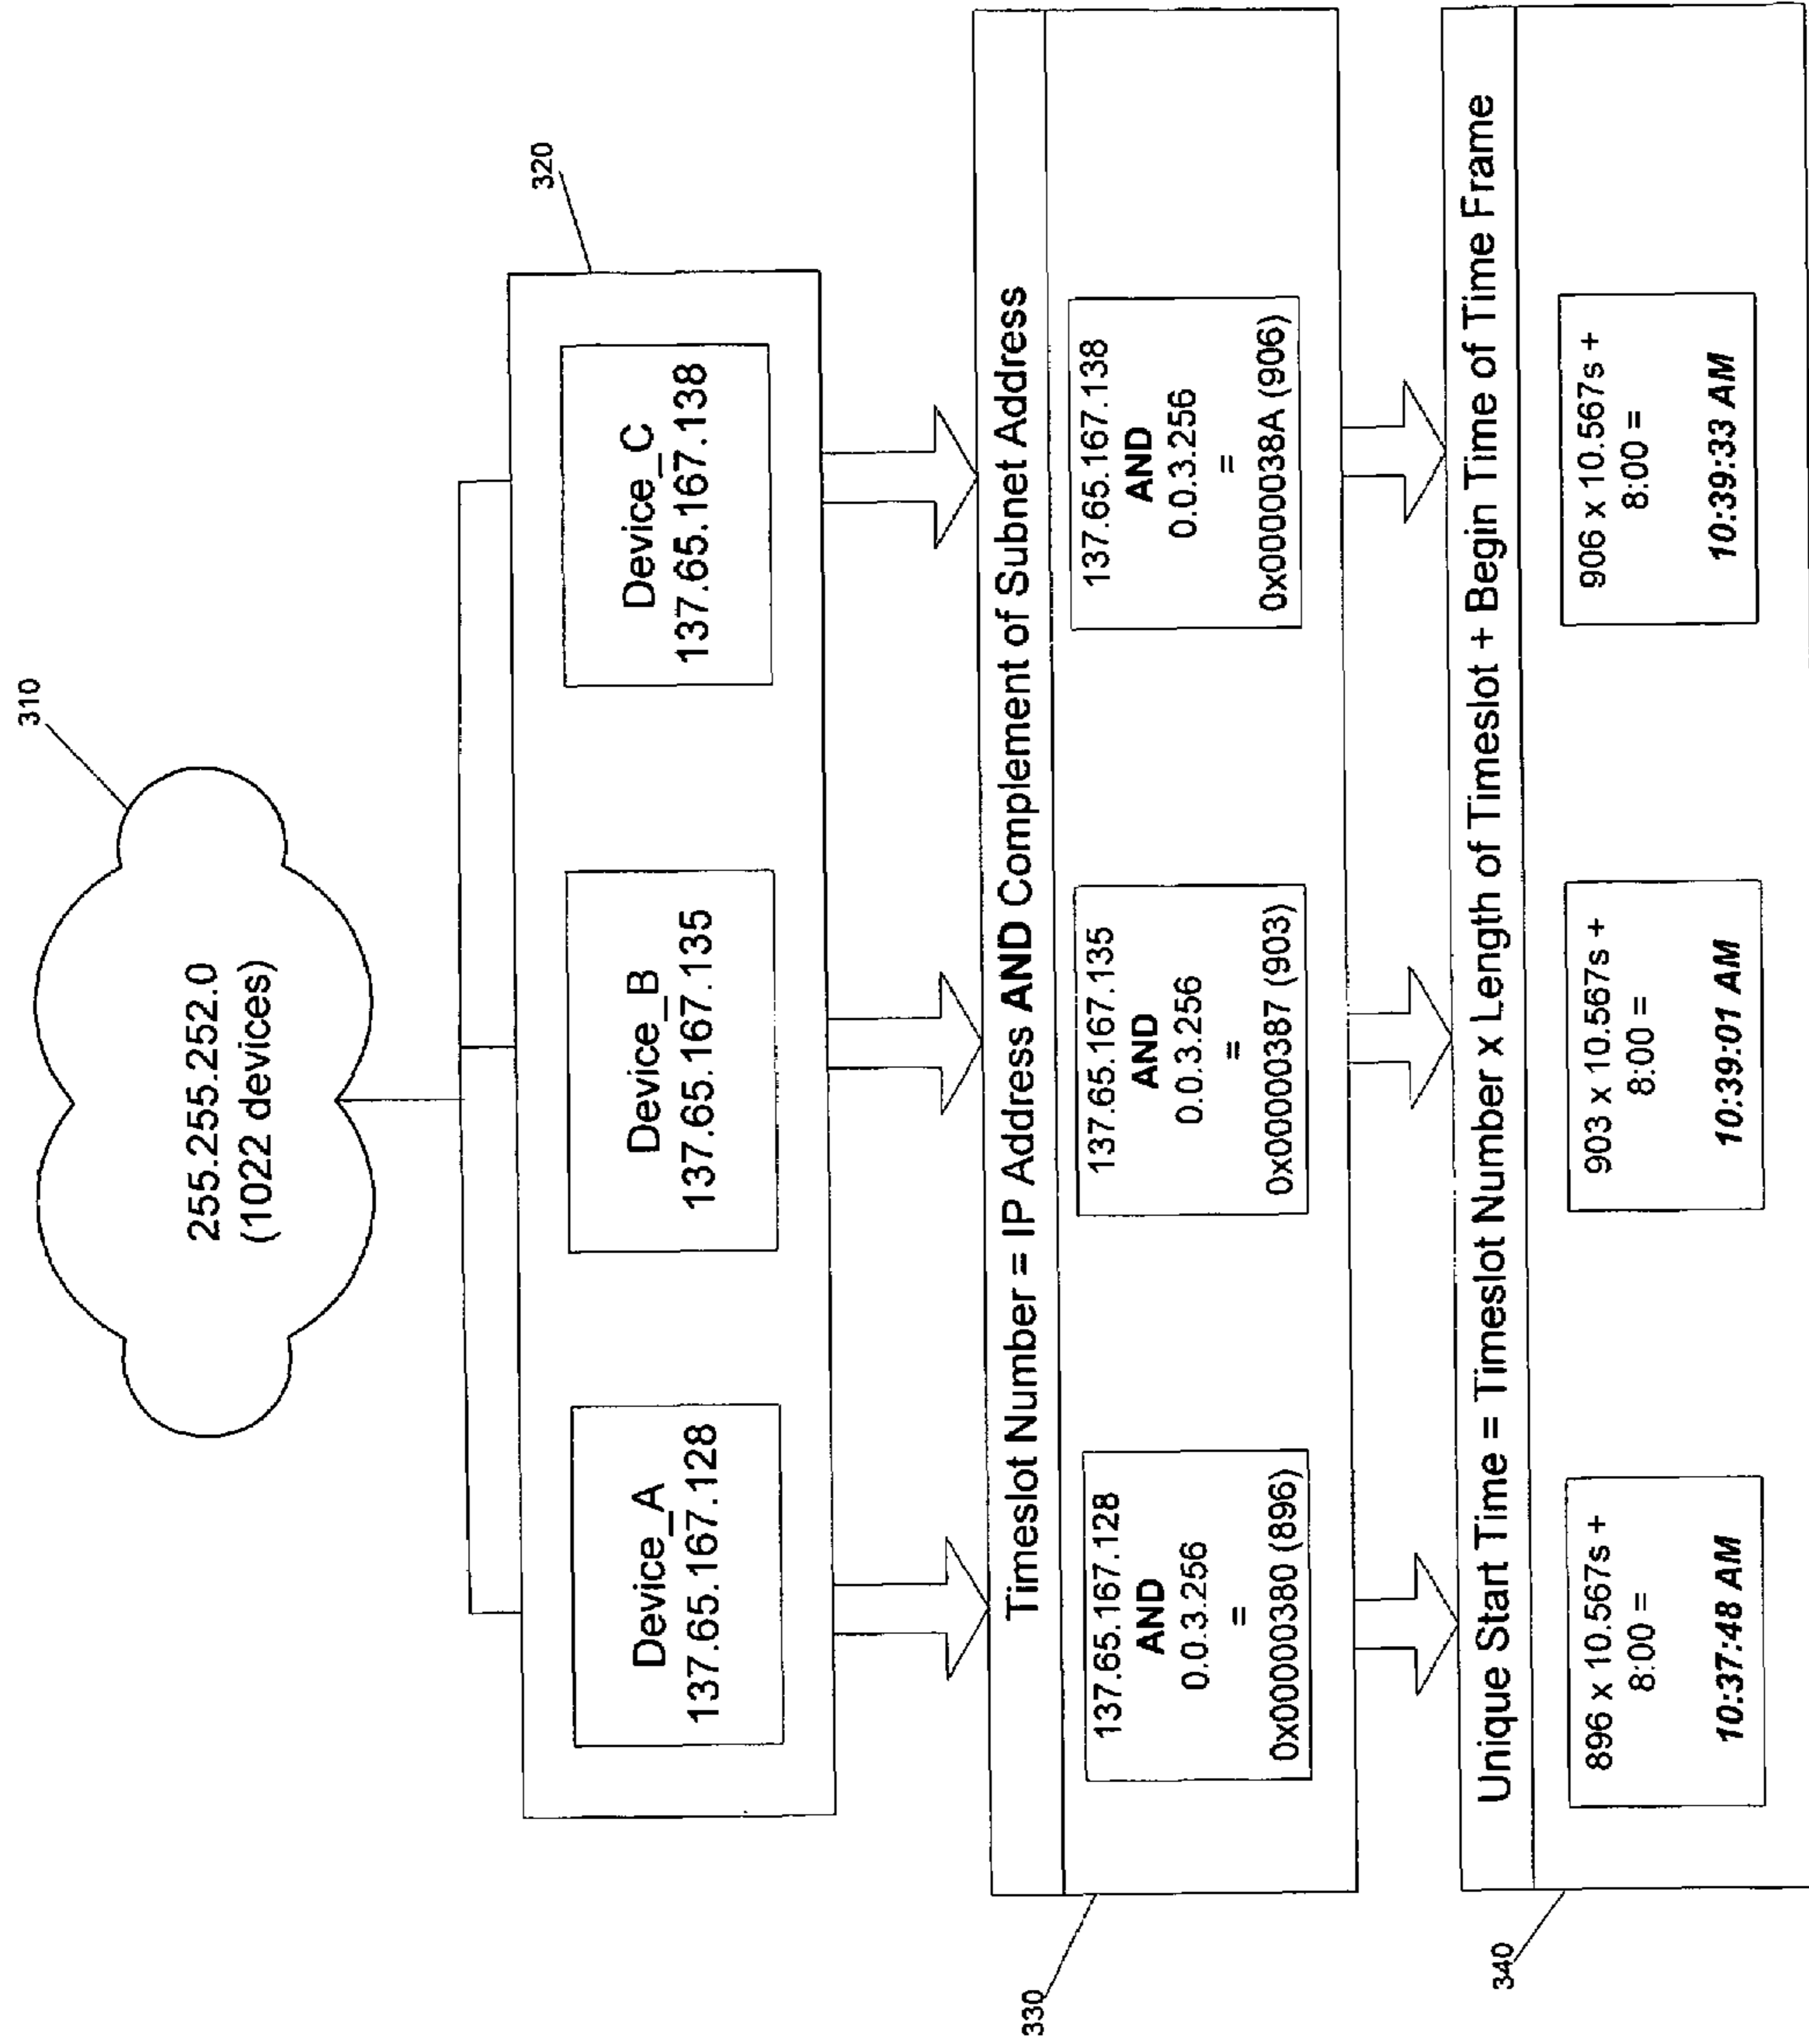 310
255.255.252.0
(1022 devices)
320
Device_A
137.65.167.128
Device_B
137.65.167.135
Device_C
137.65.167.138
330
Timeslot Number = IP Address AND Complement of Subnet Address
137.65.167.128
AND
0.0.3.256
=
0x00000380 (896)
137.65.167.135
AND
0.0.3.256
=
0x00000387 (903)
137.65.167.138
AND
0.0.3.256
=
0x0000038A (906)
340
Unique Start Time = Timeslot Number x Length of Timeslot + Begin Time of Time Frame
896 x 10.567s +
8:00 =
10:37:48 AM
903 x 10.567s +
8:00 =
10:39:01 AM
906 x 10.567s +
8:00 =
10:39:33 AM